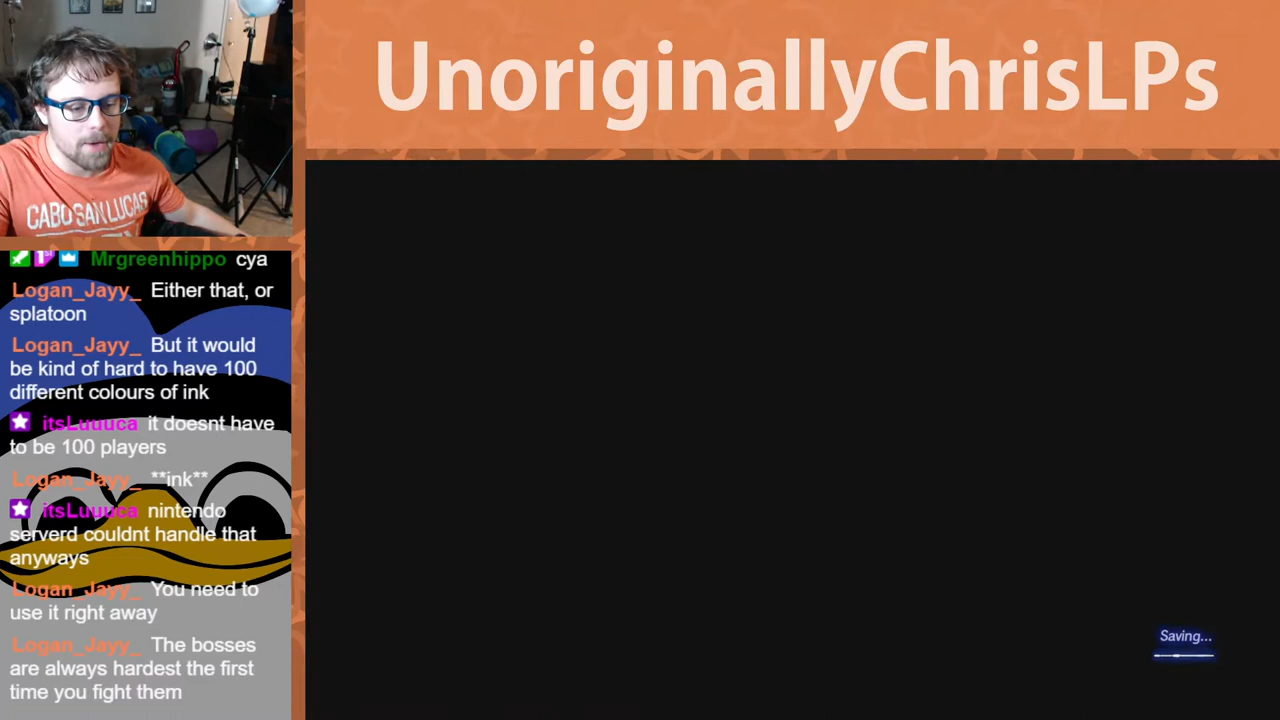 UnoriginallyChrisLPs
CABO SAN LUCAS
Mrgreenhippo cya
Logan_Jayy_ Either that, or
splatoon
Logan_Jayy_ But it would
be kind of hard to have 100
different colours of ink
itsLuuuca it doesnt have
to be 100 players
Logan_Jayy_ **ink**
itsLuuuca nintendo
serverd couldnt handle that
anyways
Logan_Jayy_ You need to
use it right away
Logan_Jayy_ The bosses
are always hardest the first
time you fight them
Saving...